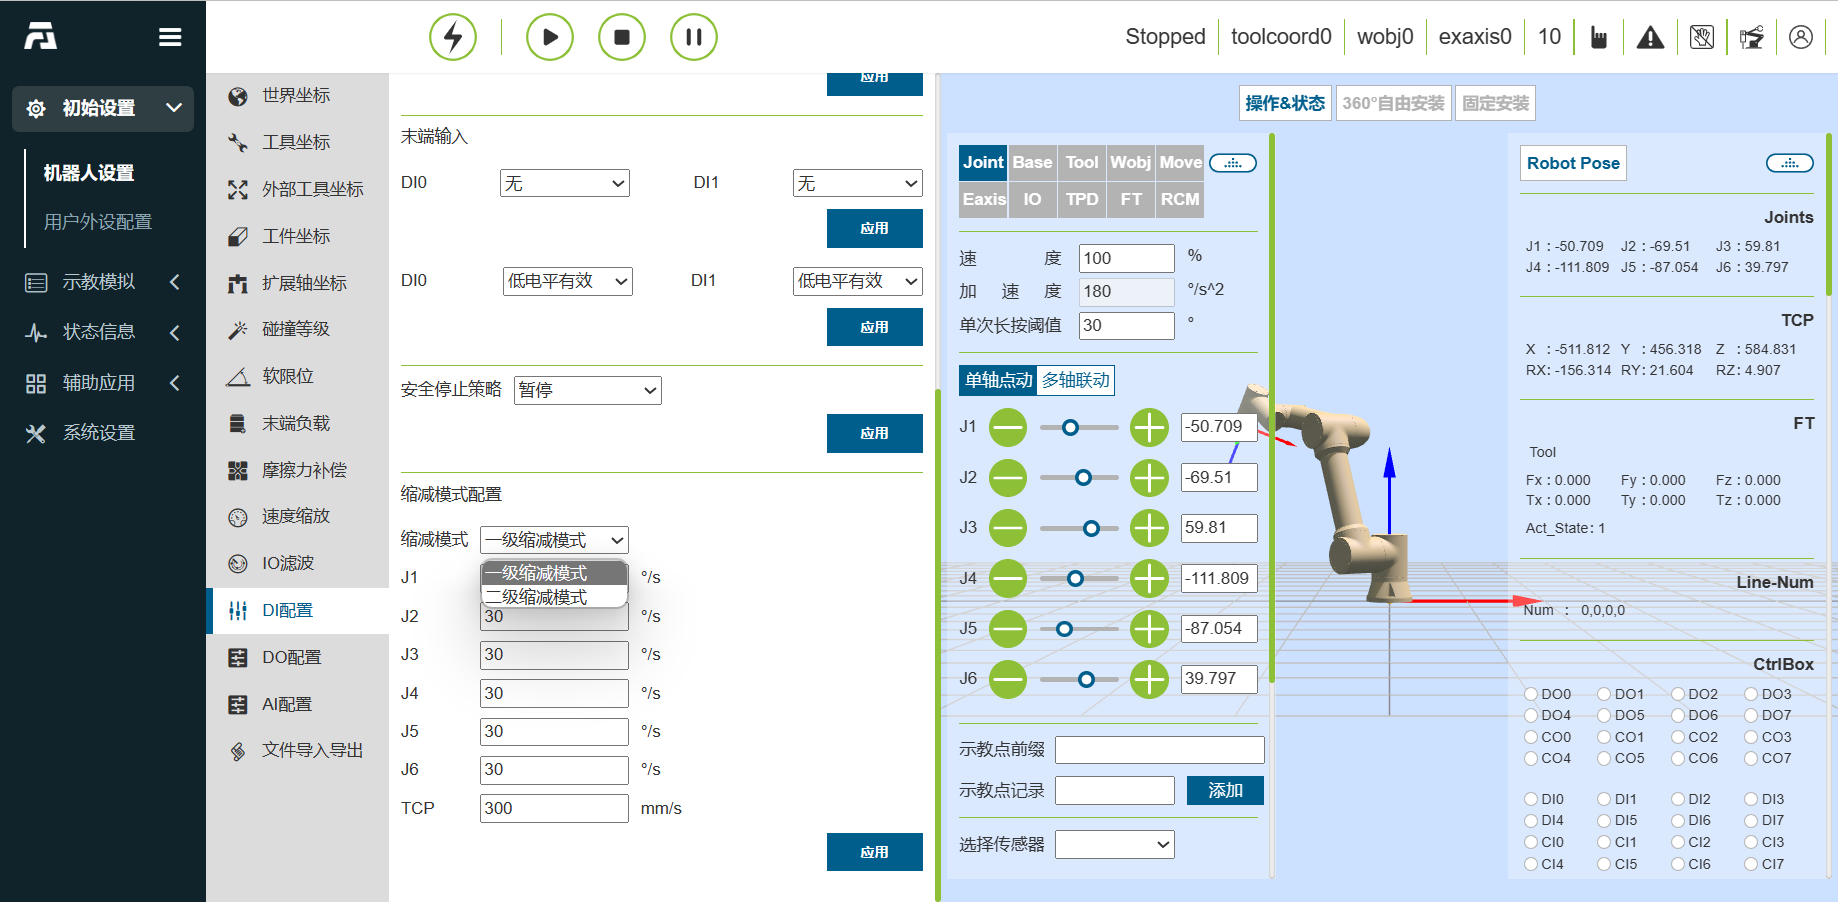 Stopped
toolcoord0
wobj0
exaxis0
10
初始设置
机器人设置
用户外设配置
示教模拟
状态信息
辅助应用
系统设置
世界坐标
工具坐标
外部工具坐标
工件坐标
扩展轴坐标
碰撞等级
软限位
末端负载
摩擦力补偿
速度缩放
IO滤波
DI配置
DO配置
AI配置
文件导入导出
应用
末端输入
DI0 无 DI1 无
应用
DI0 低电平有效 DI1 低电平有效
应用
安全停止策略 暂停
应用
缩减模式配置
缩减模式 一级缩减模式
一级缩减模式
二级缩减模式
J1 °/s
J2 30 °/s
J3 30 °/s
J4 30 °/s
J5 30 °/s
J6 30 °/s
TCP 300 mm/s
应用
操作&状态 360°自由安装 固定安装
Joint Base Tool Wobj Move
Eaxis IO TPD FT RCM
速 度 100 %
加 速 度 180 °/s^2
单次长按阈值 30 °
单轴点动 多轴联动
J1 -50.709
J2 -69.51
J3 59.81
J4 -111.809
J5 -87.054
J6 39.797
示教点前缀
示教点记录 添加
选择传感器
Robot Pose
Joints
J1 : -50.709 J2 : -69.51 J3 : 59.81
J4 : -111.809 J5 : -87.054 J6 : 39.797
TCP
X : -511.812 Y : 456.318 Z : 584.831
RX: -156.314 RY: 21.604 RZ: 4.907
FT
Tool
Fx : 0.000 Fy : 0.000 Fz : 0.000
Tx : 0.000 Ty : 0.000 Tz : 0.000
Act_State: 1
Line-Num
Num : 0,0,0,0
CtrlBox
DO0 DO1 DO2 DO3
DO4 DO5 DO6 DO7
CO0 CO1 CO2 CO3
CO4 CO5 CO6 CO7
DI0 DI1 DI2 DI3
DI4 DI5 DI6 DI7
CI0 CI1 CI2 CI3
CI4 CI5 CI6 CI7